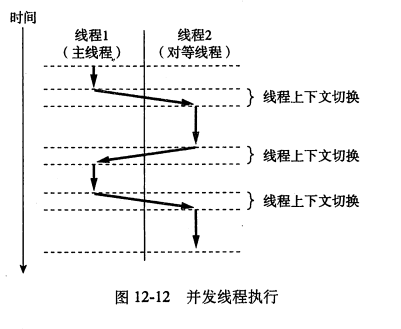 时间
线程1
（主线程）
线程2
（对等线程）
线程上下文切换
线程上下文切换
线程上下文切换
图 12-12 并发线程执行